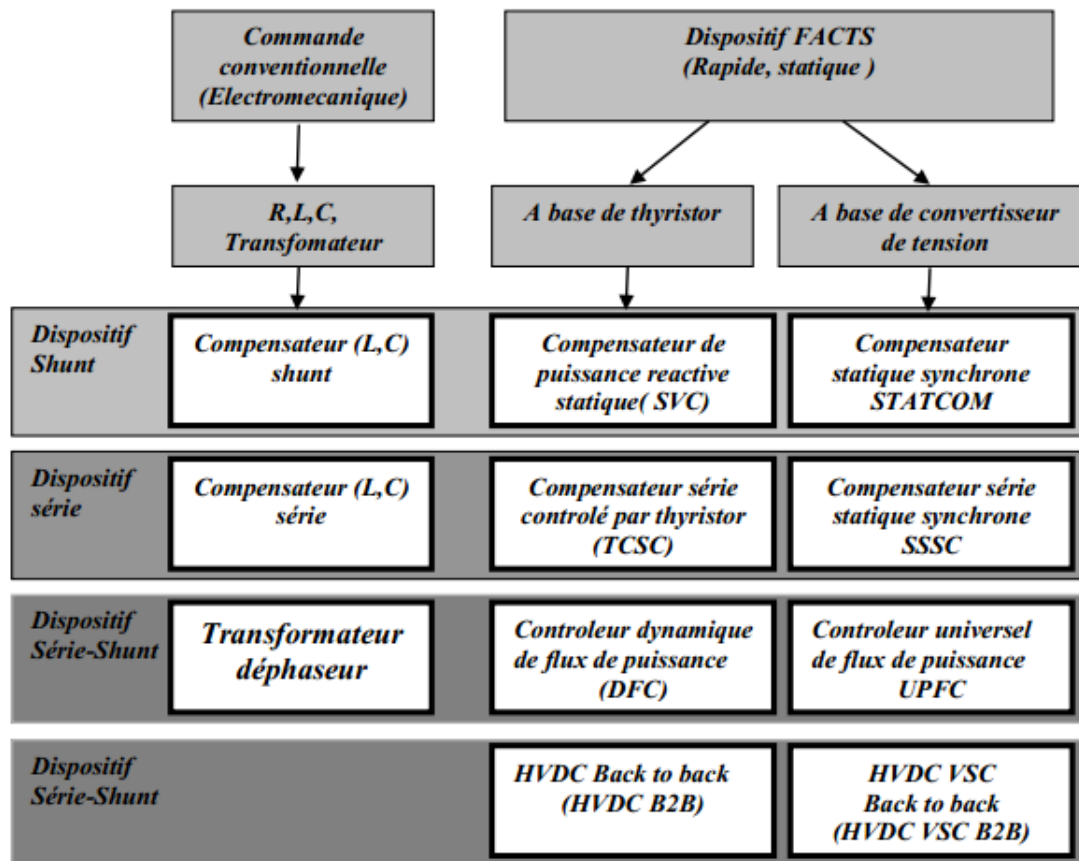 Commande
conventionnelle
(Electromecanique)
Dispositif FACTS
(Rapide, statique )
R,L,C,
Transfomateur
A base de thyristor
A base de convertisseur
de tension
Dispositif
Shunt
Compensateur (L,C)
shunt
Compensateur de
puissance reactive
statique( SVC)
Compensateur
statique synchrone
STATCOM
Dispositif
série
Compensateur (L,C)
série
Compensateur série
controlé par thyristor
(TCSC)
Compensateur série
statique synchrone
SSSC
Dispositif
Série-Shunt
Transformateur
déphaseur
Controleur dynamique
de flux de puissance
(DFC)
Controleur universel
de flux de puissance
UPFC
Dispositif
Série-Shunt
HVDC Back to back
(HVDC B2B)
HVDC VSC
Back to back
(HVDC VSC B2B)